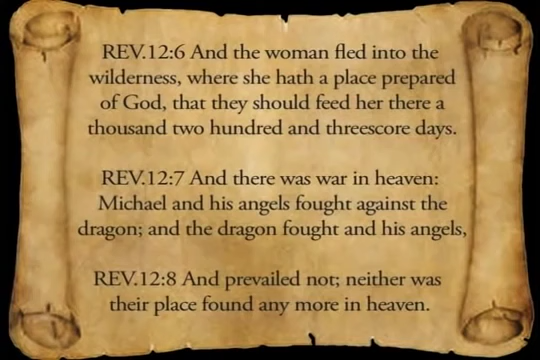 REV.12:6 And the woman fled into the
wilderness, where she hath a place prepared
of God, that they should feed her there a
thousand two hundred and threescore days.
REV.12:7 And there was war in heaven:
Michael and his angels fought against the
dragon; and the dragon fought and his angels,
REV.12:8 And prevailed not; neither was
their place found any more in heaven.